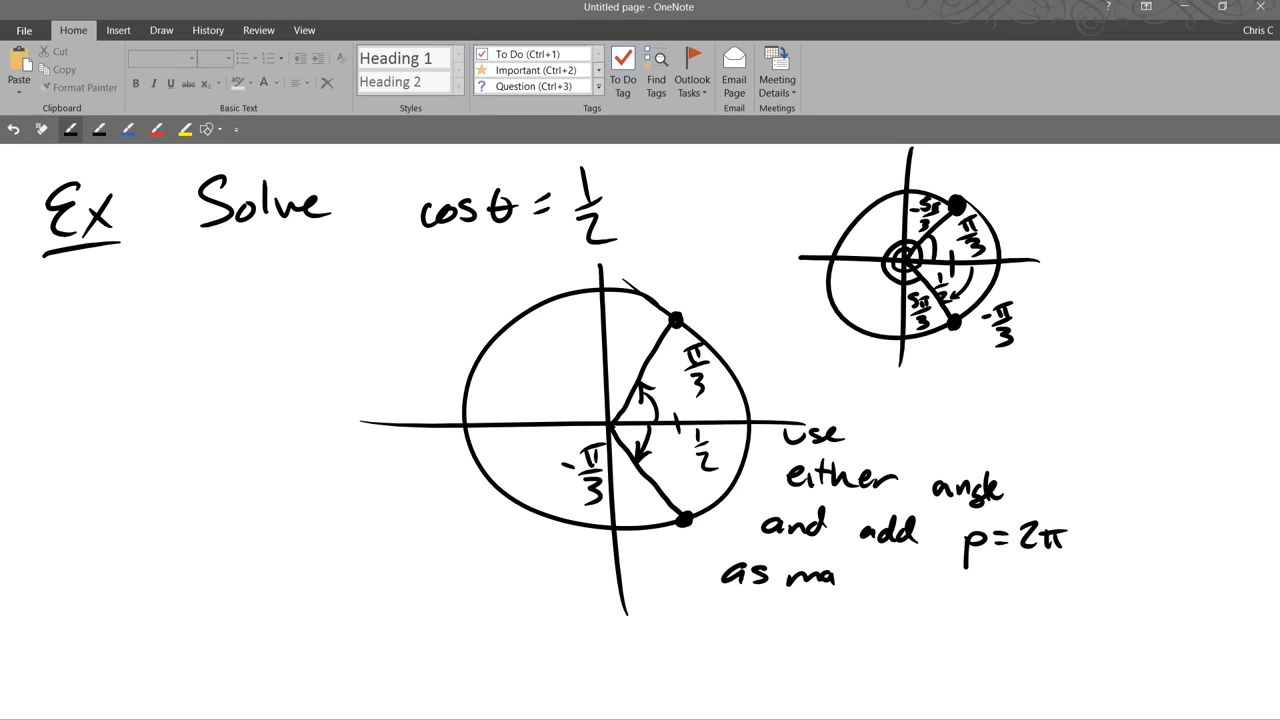 Untitled page - OneNote
?
Chris C
File Home Insert Draw History Review View
Cut
Copy
Format Painter
Paste
Clipboard
B I U abc x₂ A
Basic Text
Heading 1
Heading 2
Styles
To Do (Ctrl+1)
Important (Ctrl+2)
Question (Ctrl+3)
Tags
To Do Tag
Find Tags
Outlook Tasks
Email Page
Email
Meeting Details
Meetings
Ex Solve cos θ = 1/2
-5π/3
π/3
1/2
5π/3
-π/3
π/3
1/2
-π/3
use
either angle
and add p = 2π
as ma